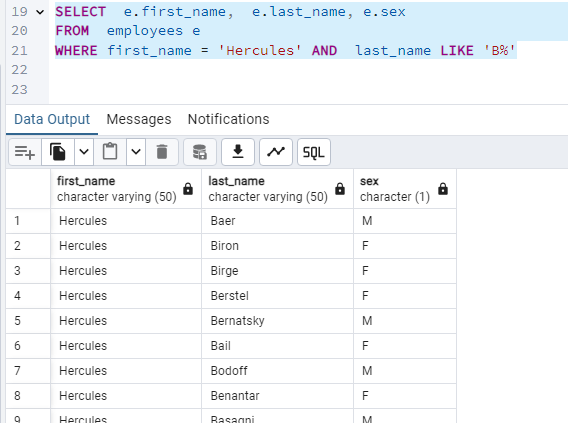 19 SELECT e.first_name, e.last_name, e.sex
20 FROM employees e
21 WHERE first_name = 'Hercules' AND last_name LIKE 'B%'
22
23
Data Output Messages Notifications
SQL
first_name last_name sex
character varying (50) character varying (50) character (1)
1 Hercules Baer M
2 Hercules Biron F
3 Hercules Birge F
4 Hercules Berstel F
5 Hercules Bernatsky M
6 Hercules Bail F
7 Hercules Bodoff M
8 Hercules Benantar F
9 Hercules Basagni M